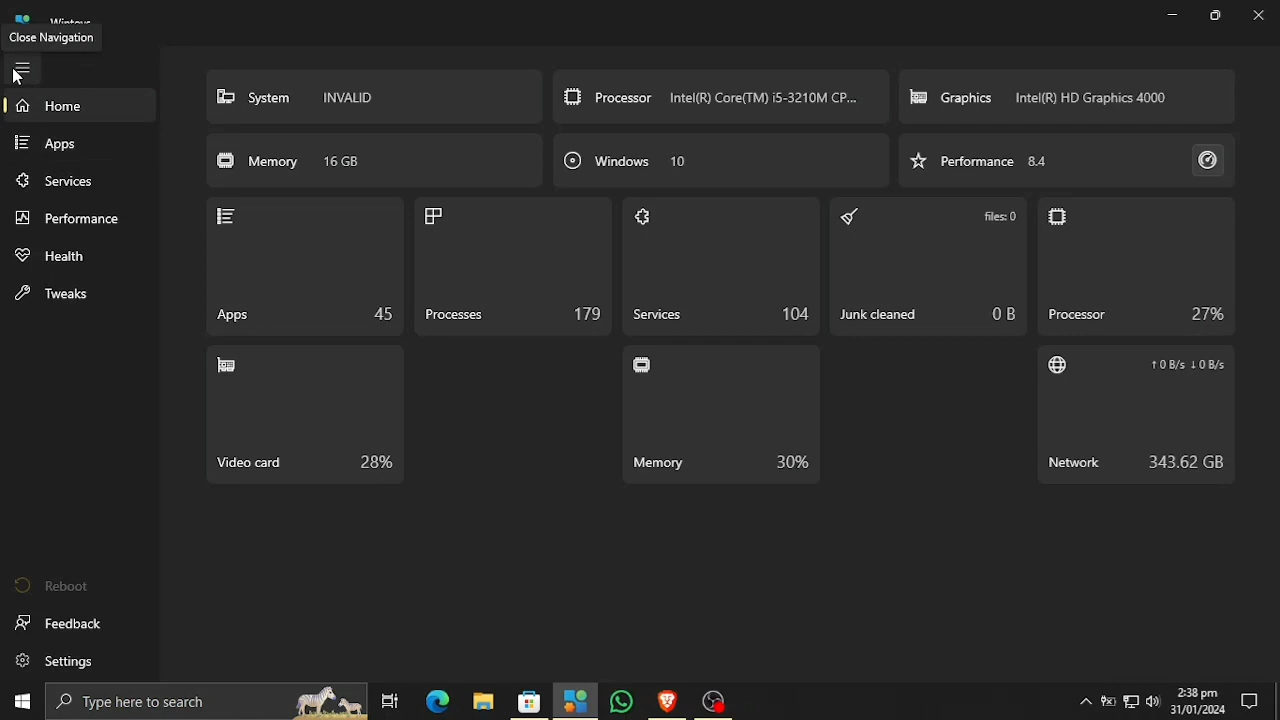 Wintoys
Close Navigation
Home
Apps
Services
Performance
Health
Tweaks
Reboot
Feedback
Settings
System INVALID
Processor Intel(R) Core(TM) i5-3210M CP...
Graphics Intel(R) HD Graphics 4000
Memory 16 GB
Windows 10
Performance 8.4
Apps 45
Processes 179
Services 104
files: 0
Junk cleaned 0 B
Processor 27%
Video card 28%
Memory 30%
↑0 B/s ↓0 B/s
Network 343.62 GB
Type here to search
2:38 pm
31/01/2024